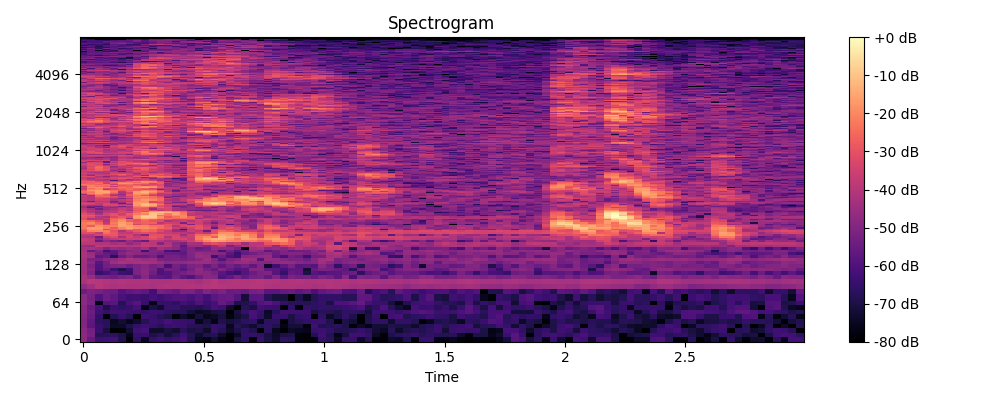 Spectrogram
Hz
4096
2048
1024
512
256
128
64
0
0
0.5
1
1.5
2
2.5
Time
+0 dB
-10 dB
-20 dB
-30 dB
-40 dB
-50 dB
-60 dB
-70 dB
-80 dB